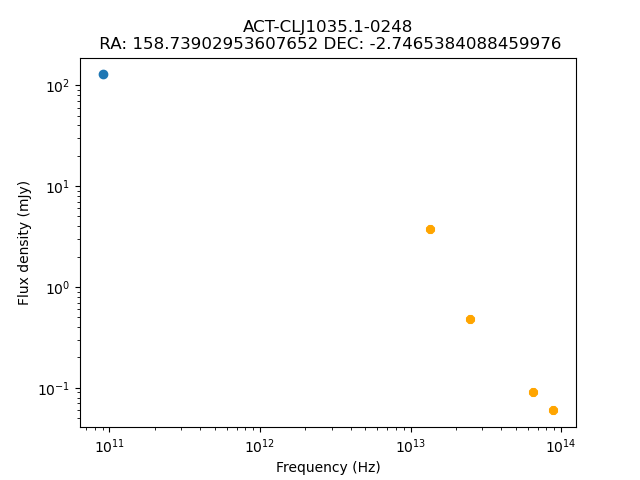 ACT-CLJ1035.1-0248
RA: 158.73902953607652 DEC: -2.7465384088459976
Flux density (mJy)
10²
10¹
10⁰
10⁻¹
10¹¹ 10¹² 10¹³ 10¹⁴
Frequency (Hz)